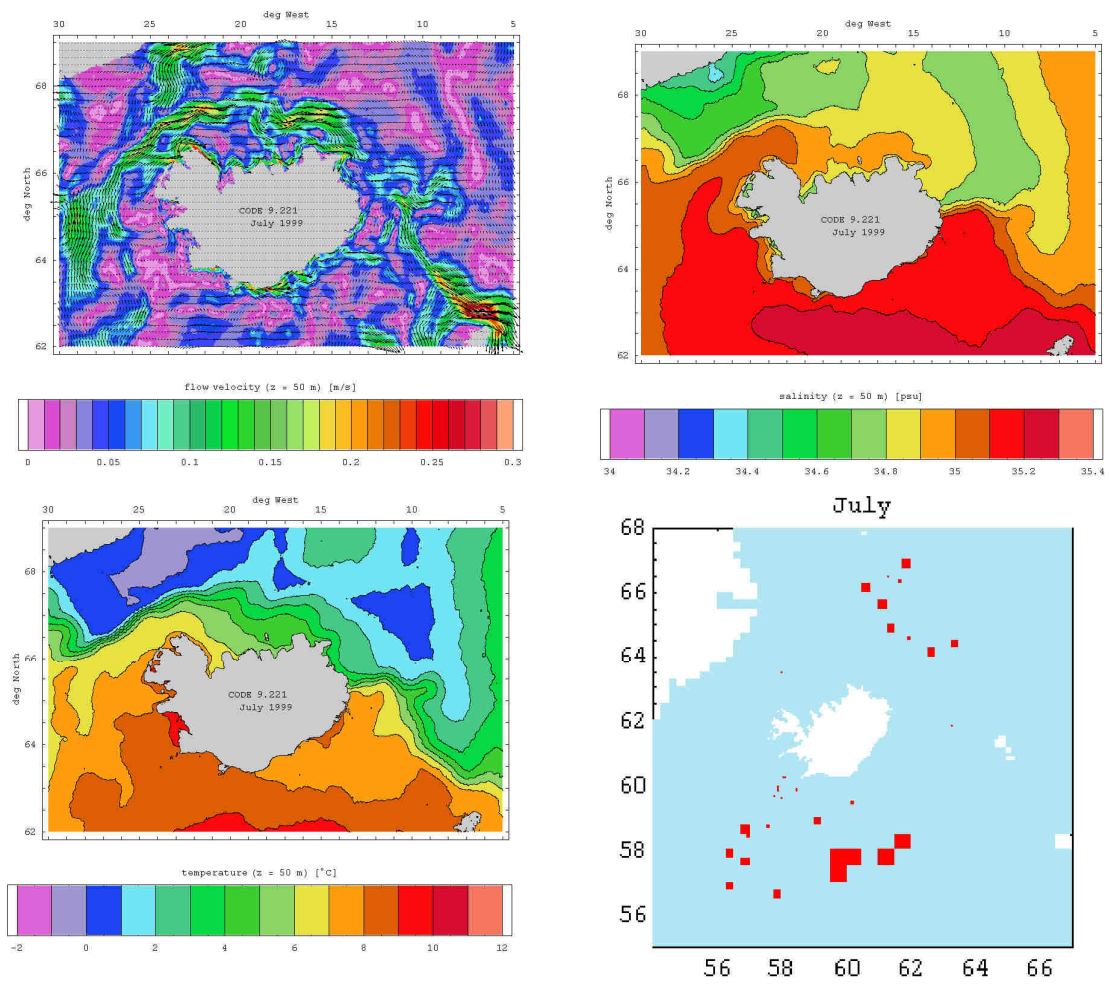 deg West
30 25 20 15 10 5
68
66
64
62
deg North
CODE 9.221
July 1999
flow velocity (z = 50 m) [m/s]
0 0.05 0.1 0.15 0.2 0.25 0.3
deg West
30 25 20 15 10 5
68
66
64
62
deg North
CODE 9.221
July 1999
salinity (z = 50 m) [psu]
34 34.2 34.4 34.6 34.8 35 35.2 35.4
deg West
30 25 20 15 10 5
68
66
64
62
deg North
CODE 9.221
July 1999
temperature (z = 50 m) [°C]
-2 0 2 4 6 8 10 12
July
68
66
64
62
60
58
56
56 58 60 62 64 66